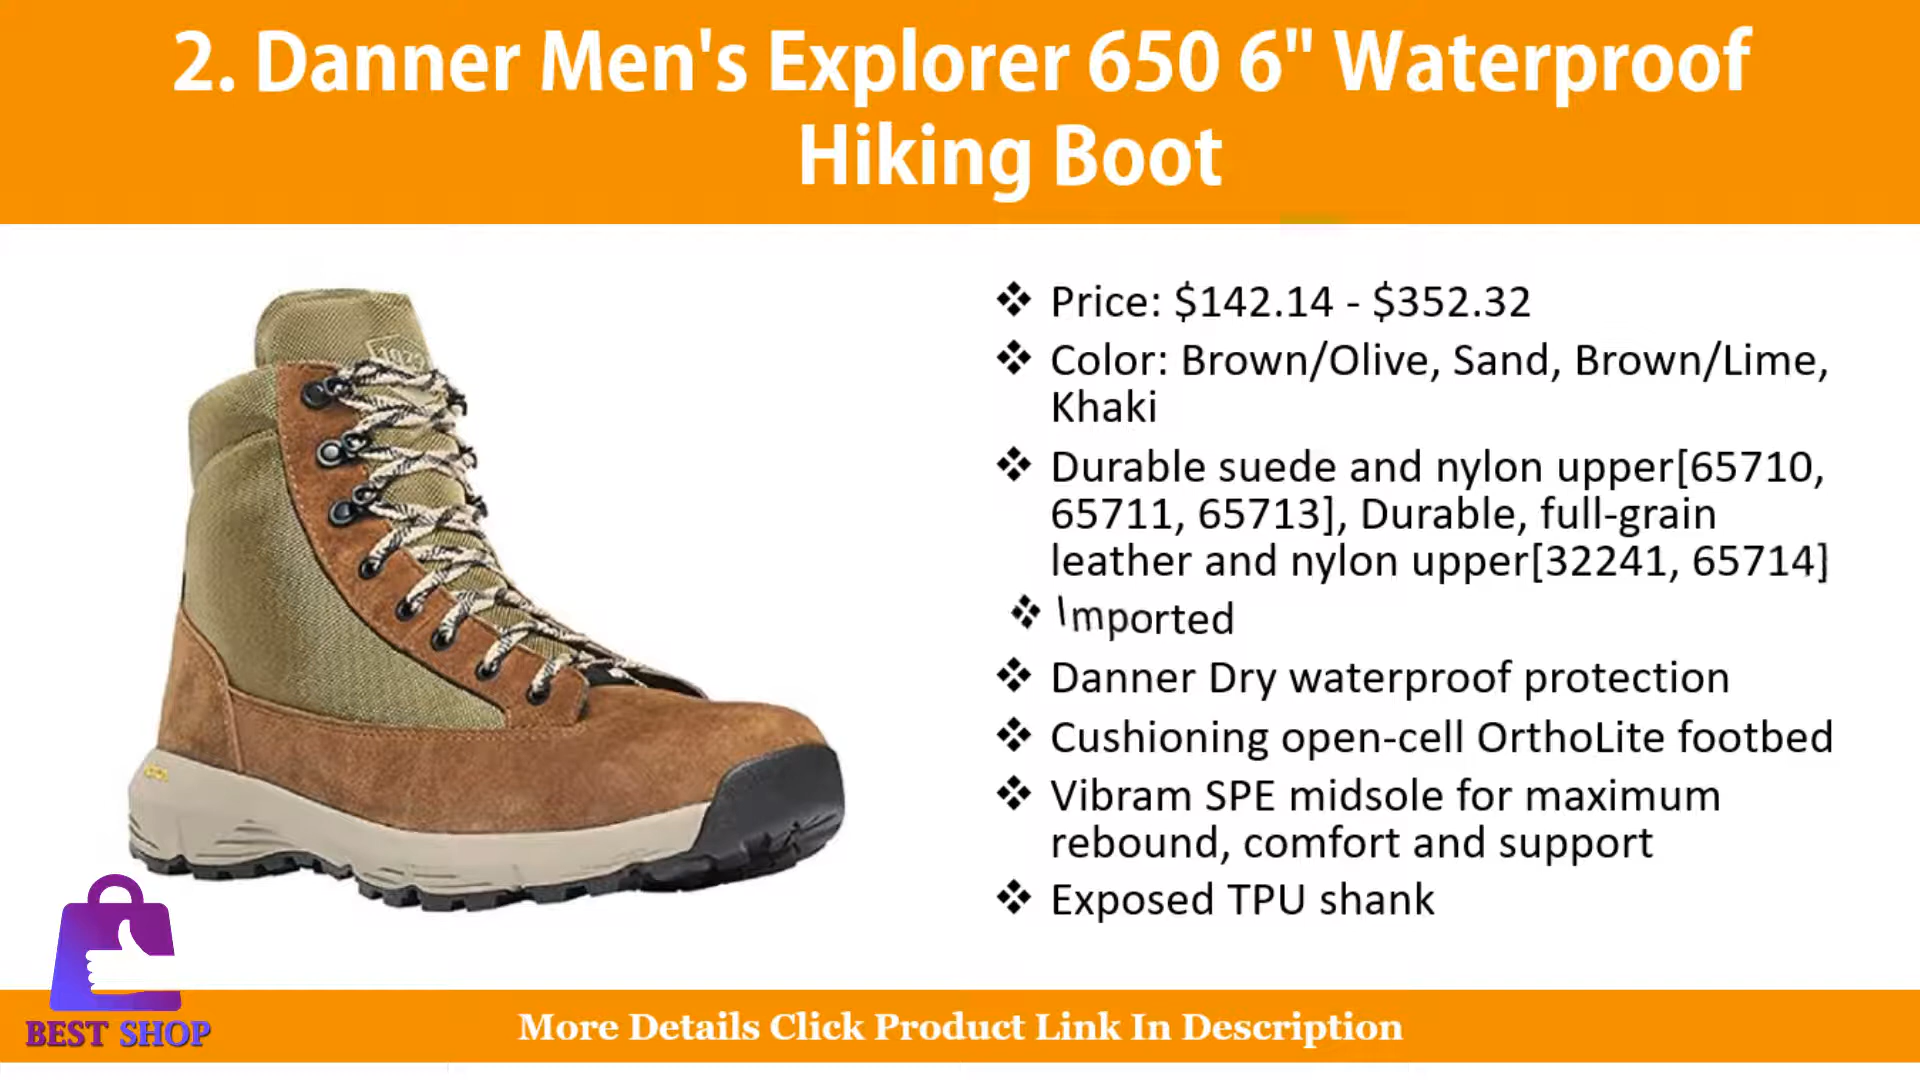 2. Danner Men's Explorer 650 6" Waterproof
Hiking Boot
❖ Price: $142.14 - $352.32
❖ Color: Brown/Olive, Sand, Brown/Lime,
Khaki
❖ Durable suede and nylon upper[65710,
65711, 65713], Durable, full-grain
leather and nylon upper[32241, 65714]
❖ Imported
❖ Danner Dry waterproof protection
❖ Cushioning open-cell OrthoLite footbed
❖ Vibram SPE midsole for maximum
rebound, comfort and support
❖ Exposed TPU shank
BEST SHOP
More Details Click Product Link In Description